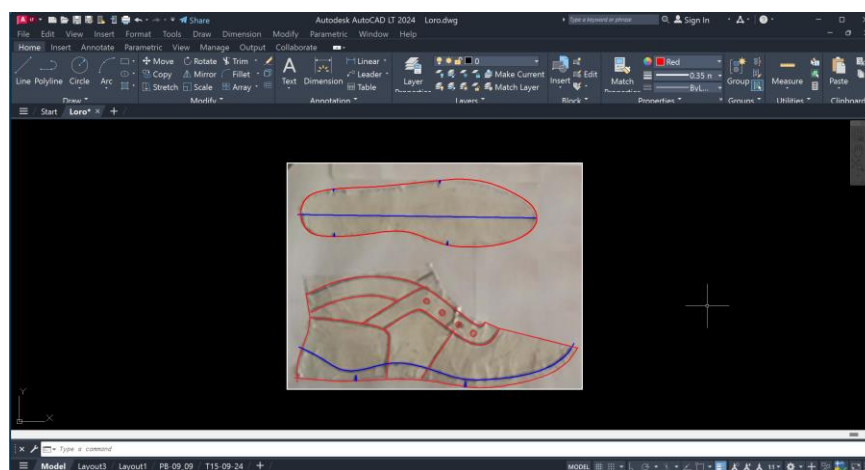 Share Autodesk AutoCAD LT 2024 Loro.dwg Type a keyword or phrase Sign In
File Edit View Insert Format Tools Draw Dimension Modify Parametric Window Help
Home Insert Annotate Parametric View Manage Output Collaborate
Line Polyline Circle Arc Move Rotate Trim Text Dimension Linear Layer 0 Insert Match Red Group Measure Paste
Copy Mirror Fillet Leader Make Current Edit 0.35
Stretch Scale Array Table Match Layer ByL...
Draw Modify Annotation Layers Block Properties Groups Utilities Clipboard
Start Loro*
Y
X
Type a command
Model Layout3 Layout1 PB-09_09 T15-09-24 + MODEL